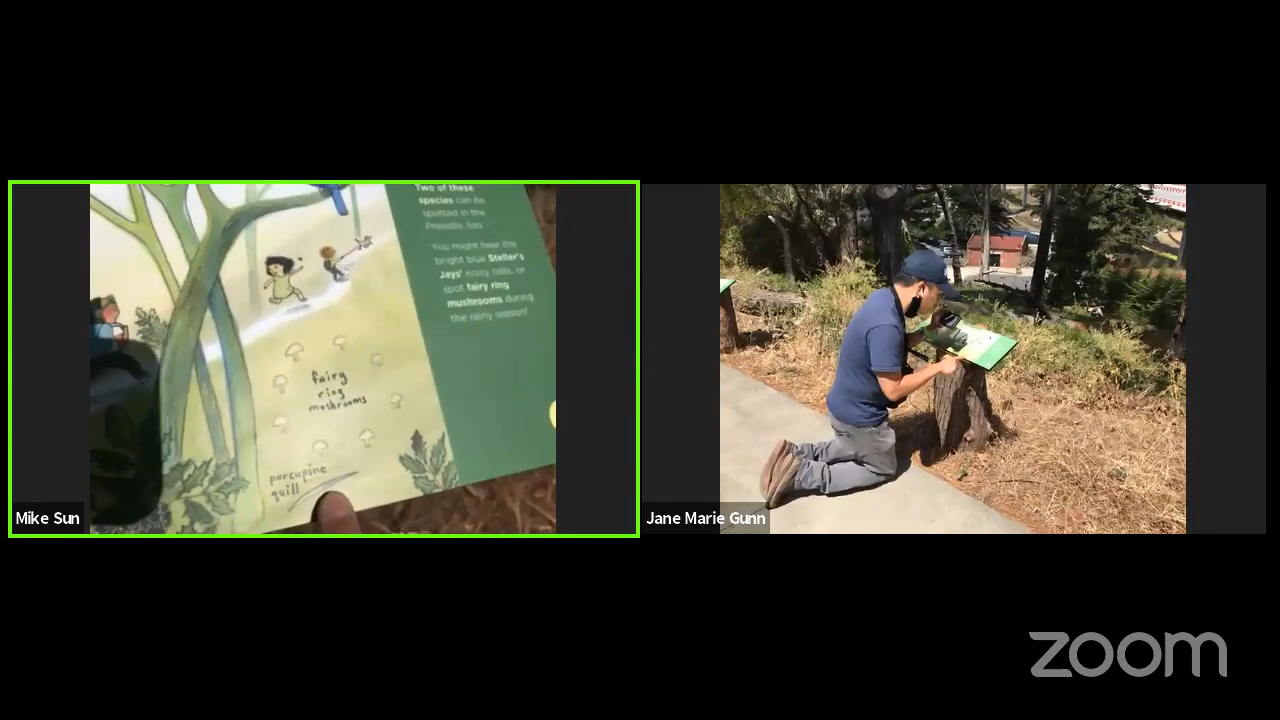 Two of these
species can be
spotted in the
Presidio, too.
You might hear the
bright blue Steller's
Jays' noisy calls, or
spot fairy ring
mushrooms during
the rainy season!
fairy
ring
mushrooms
porcupine
quill
Mike Sun
Jane Marie Gunn
zoom